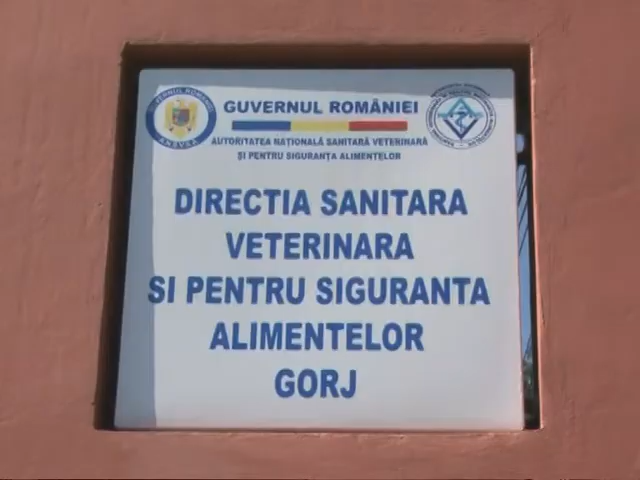 GUVERNUL ROMÂNIEI
AUTORITATEA NAȚIONALĂ SANITARĂ VETERINARĂ
ȘI PENTRU SIGURANȚA ALIMENTELOR
DIRECTIA SANITARA
VETERINARA
SI PENTRU SIGURANTA
ALIMENTELOR
GORJ